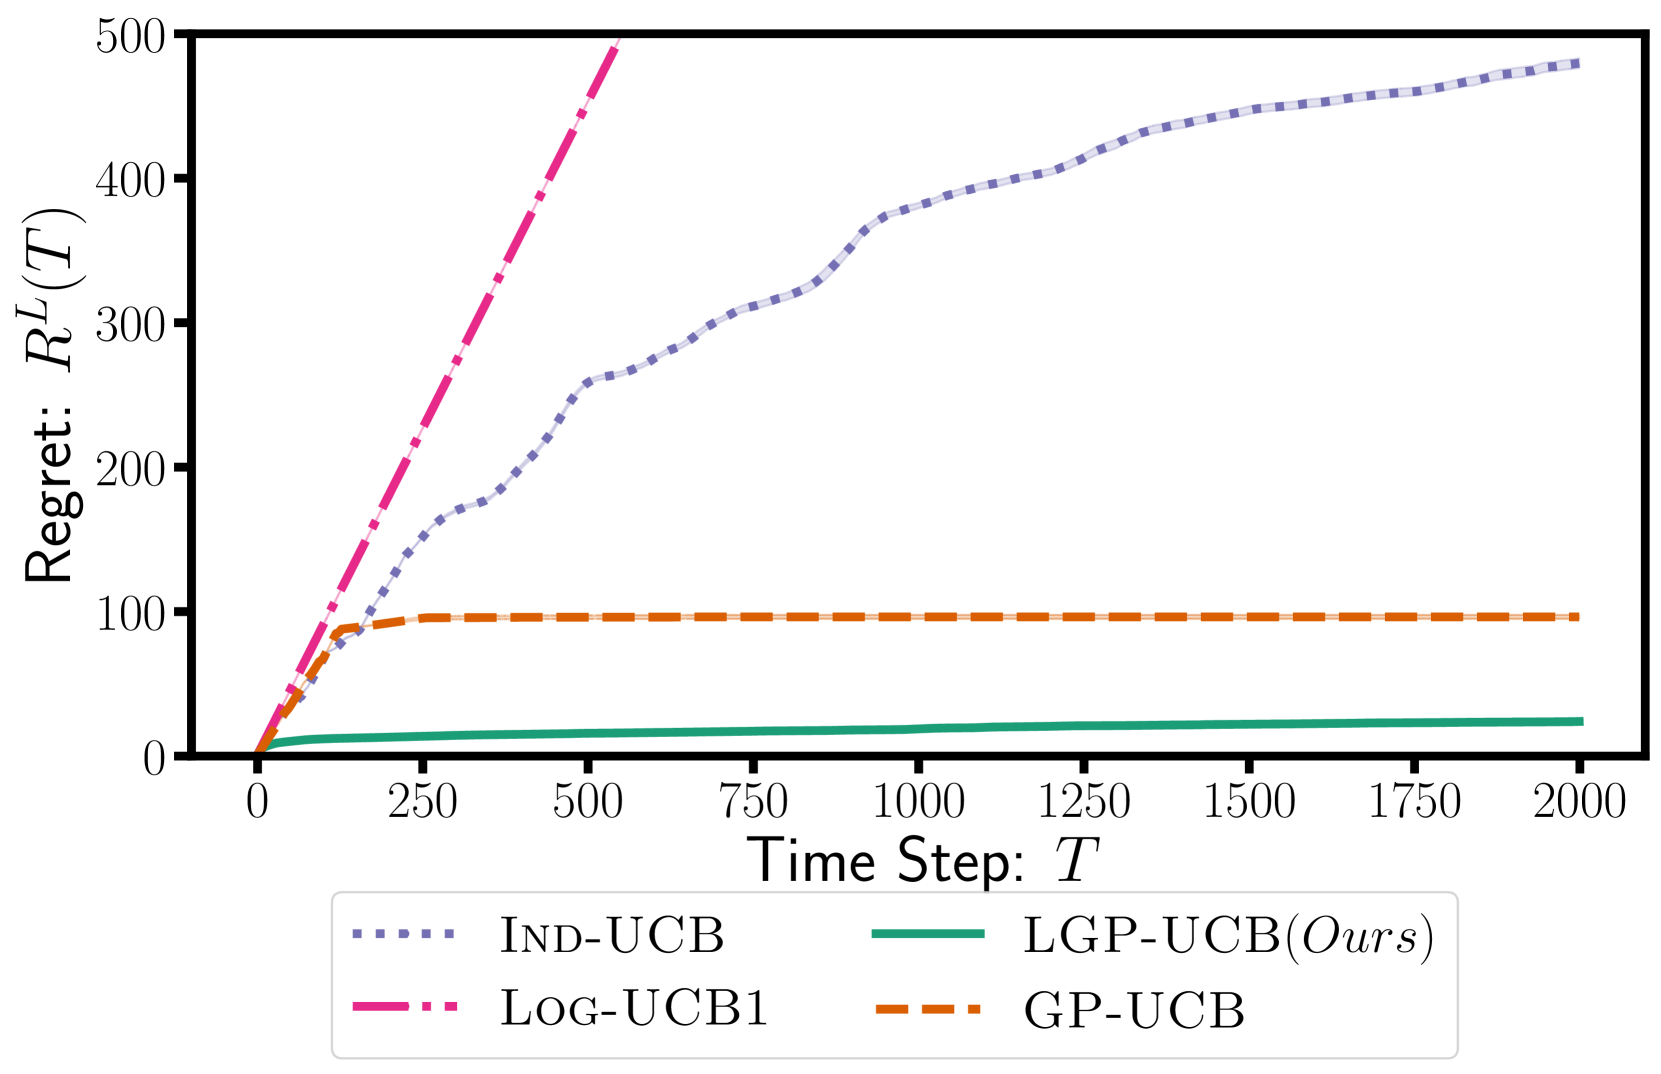 500
400
300
200
100
0
Regret: R^L(T)
0 250 500 750 1000 1250 1500 1750 2000
Time Step: T
IND-UCB LGP-UCB(Ours)
LOG-UCB1 GP-UCB